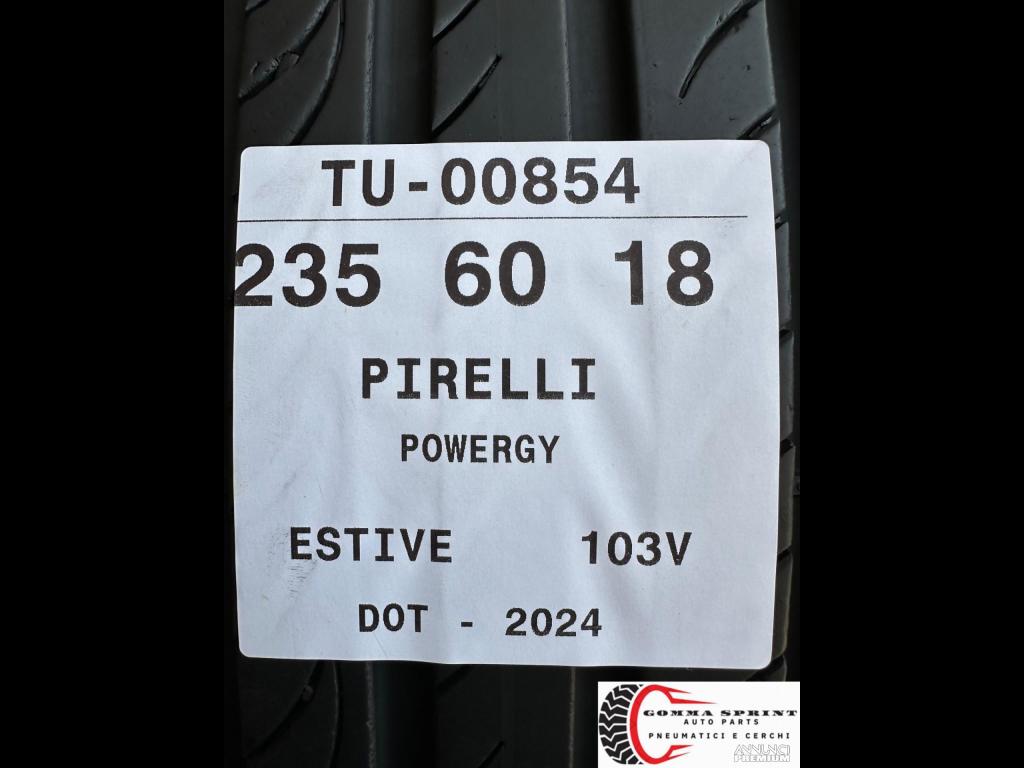 TU-00854
235 60 18
PIRELLI
POWERGY
ESTIVE 103V
DOT - 2024
GOMMA SPRINT
AUTO PARTS
PNEUMATICI E CERCHI
ANNUNCI
PREMIUM